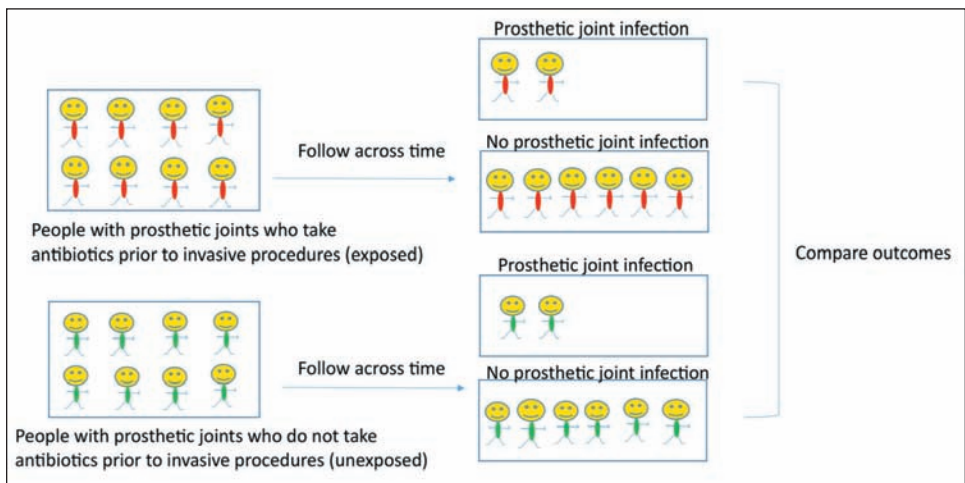 Prosthetic joint infection
No prosthetic joint infection
Follow across time
People with prosthetic joints who take
antibiotics prior to invasive procedures (exposed)
Compare outcomes
Prosthetic joint infection
No prosthetic joint infection
Follow across time
People with prosthetic joints who do not take
antibiotics prior to invasive procedures (unexposed)